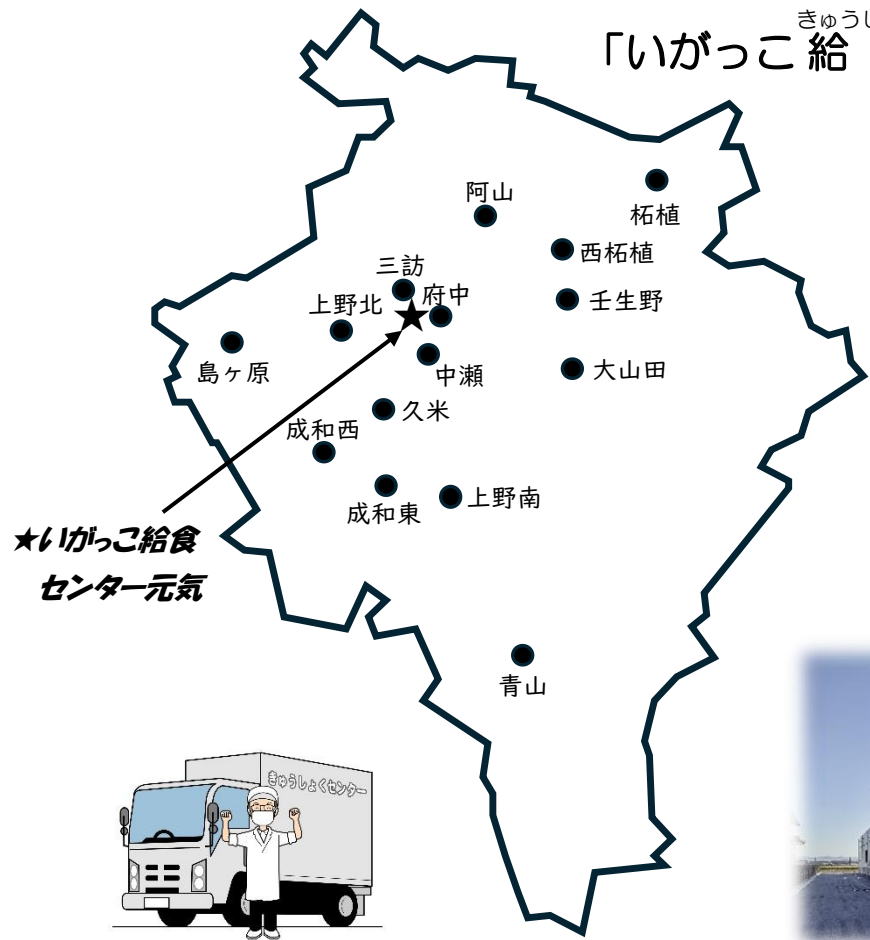 きゅうし
「いがっこ 給
柘植
阿山
西柘植
三訪
府中
上野北
壬生野
島ヶ原
中瀬
大山田
久米
成和西
成和東
上野南
★いがっこ給食
センター元気
青山
きゅうしょくセンター